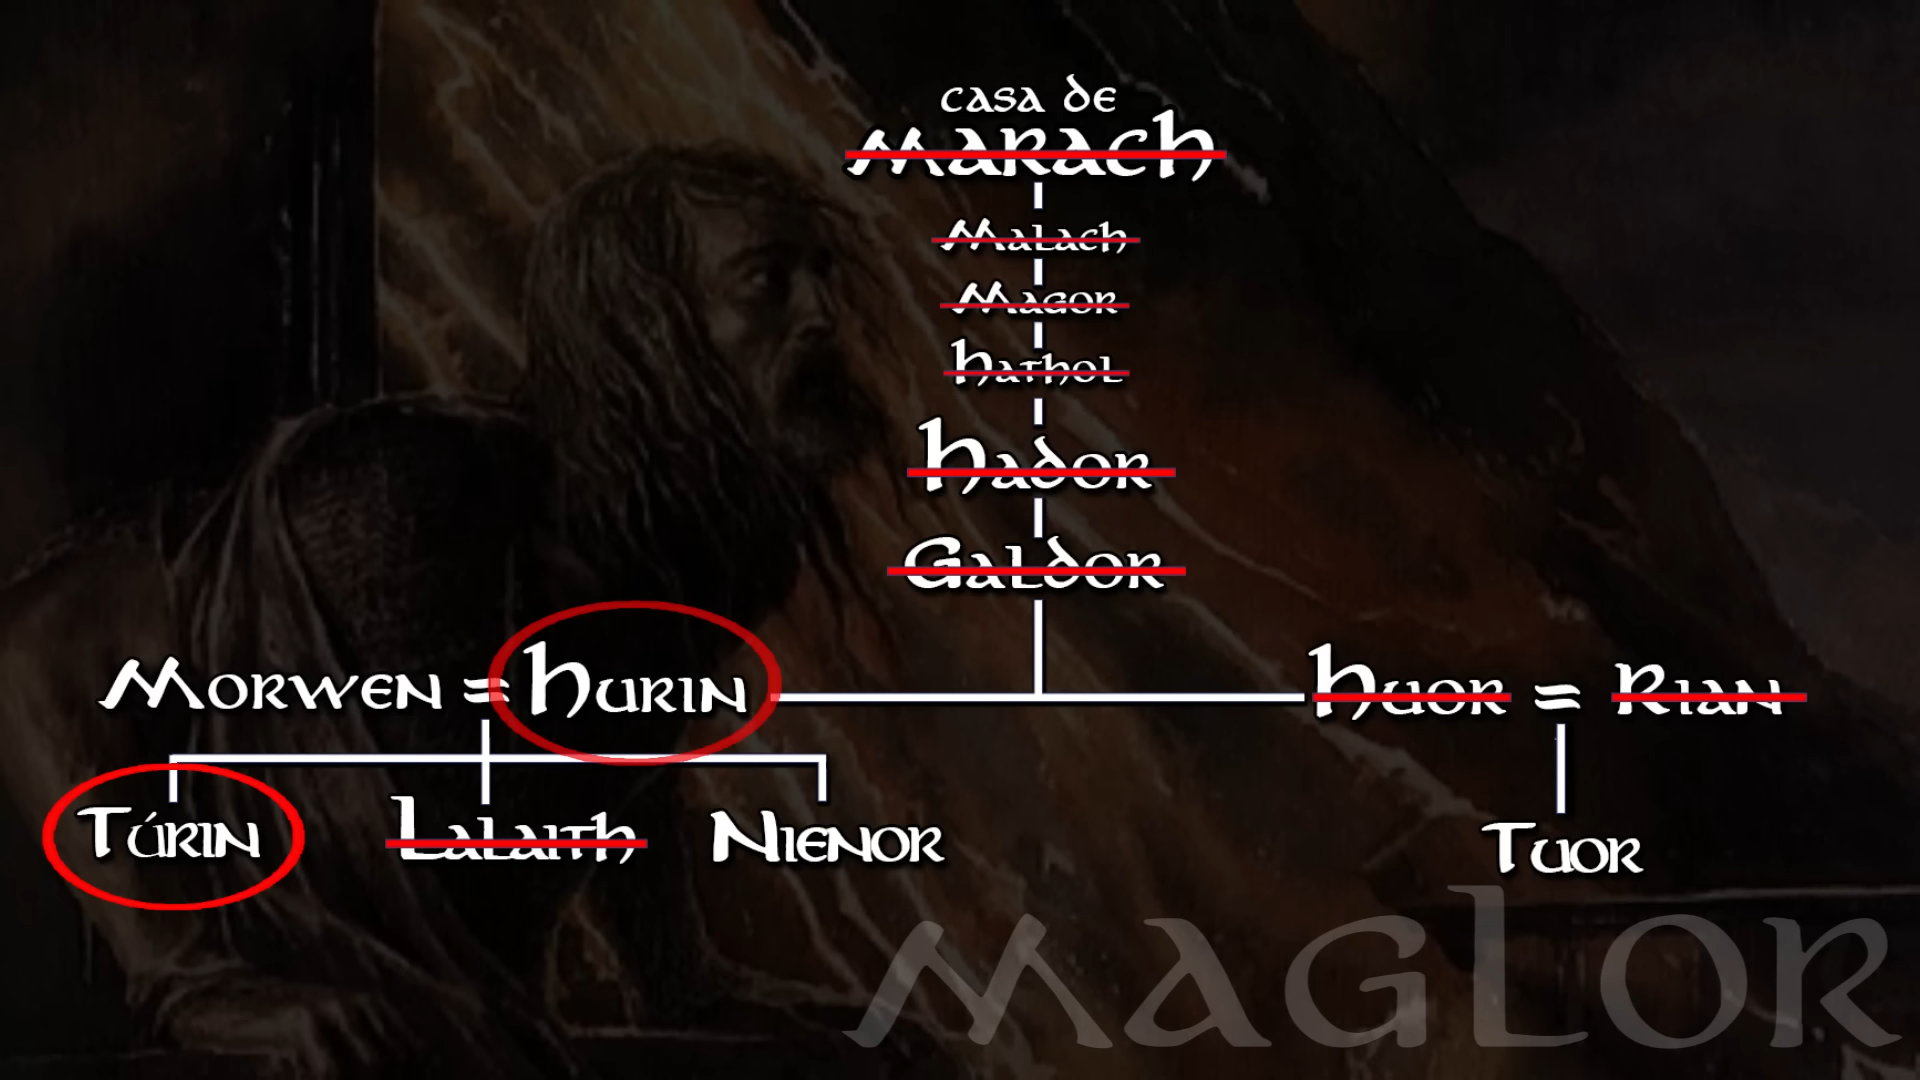 casa de
Marach
Malach
Magor
Hathol
Hador
Galdor
Morwen = Hurin
Huor = Rian
Túrin
Lalaith
Nienor
Tuor
MAGLOR